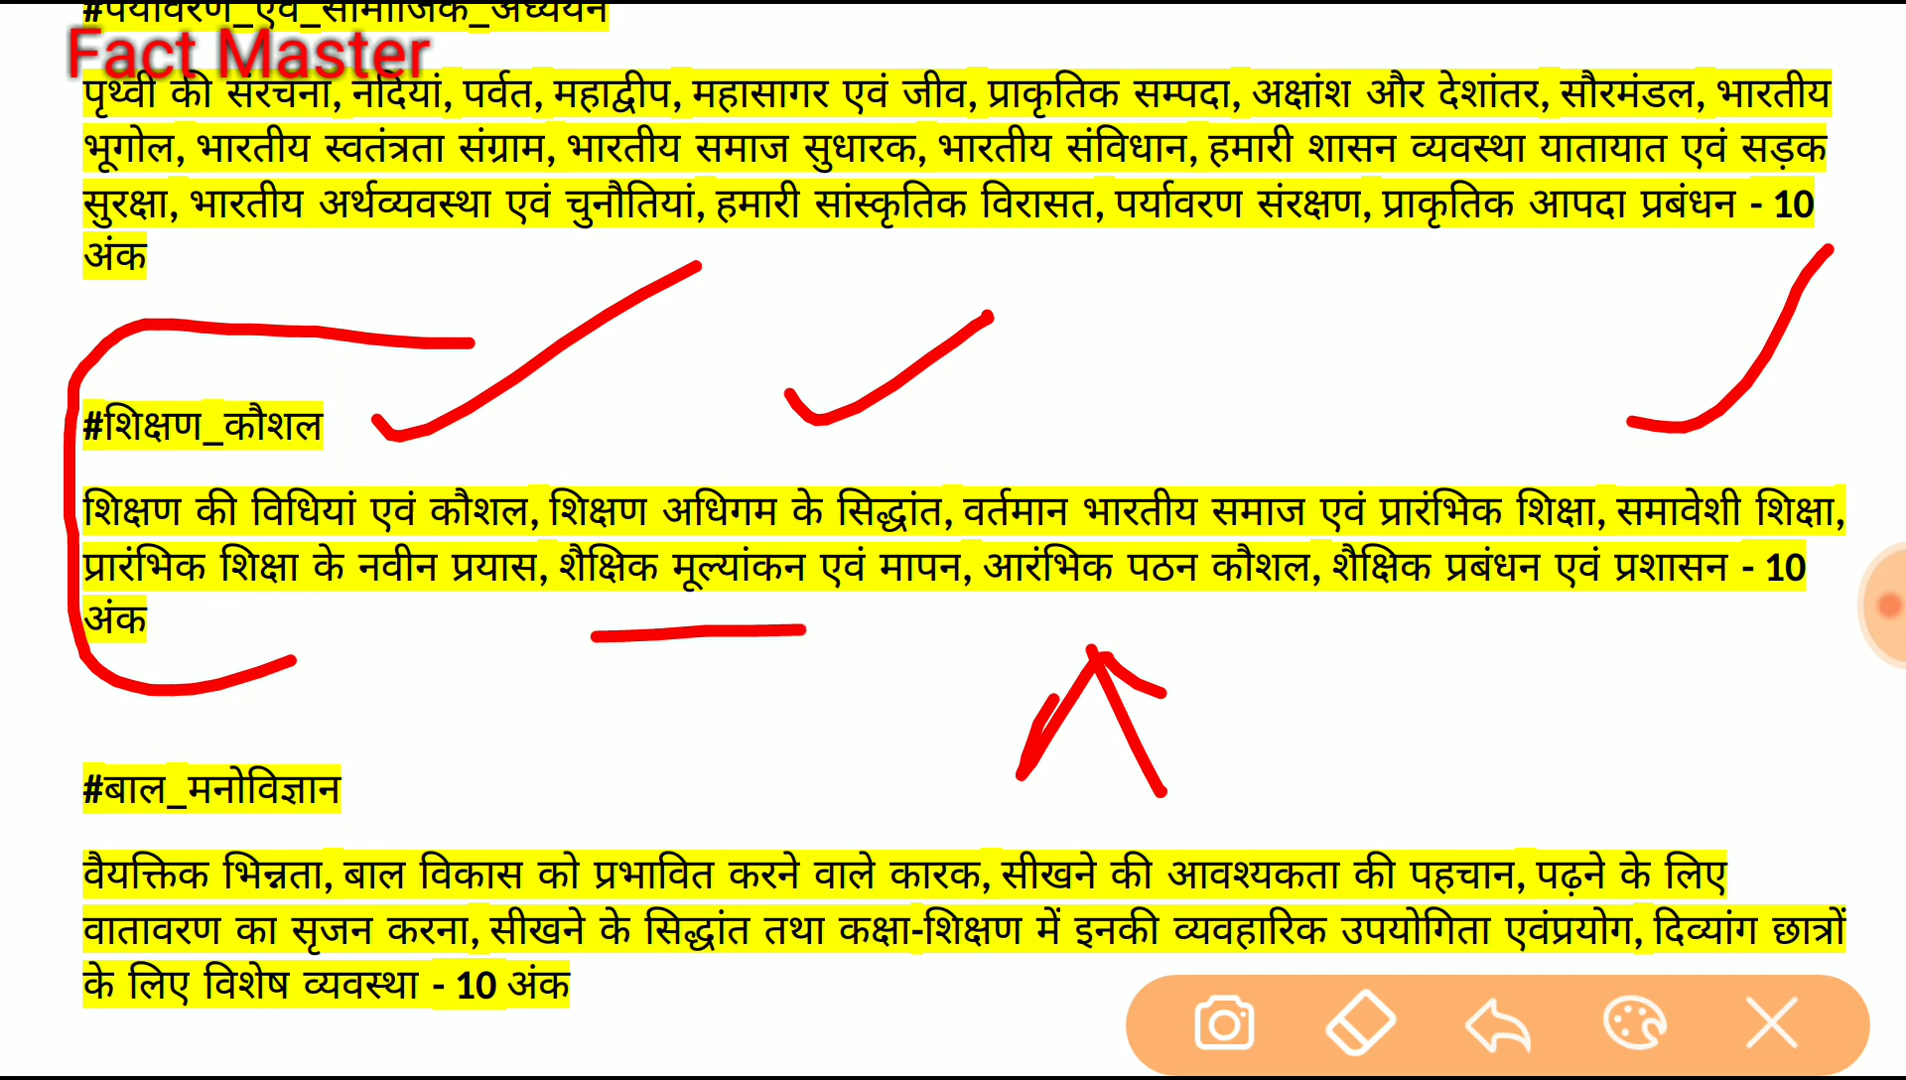 #पर्यावरण_एवं_सामाजिक_अध्ययन
Fact Master
पृथ्वी की संरचना, नदियां, पर्वत, महाद्वीप, महासागर एवं जीव, प्राकृतिक सम्पदा, अक्षांश और देशांतर, सौरमंडल, भारतीय
भूगोल, भारतीय स्वतंत्रता संग्राम, भारतीय समाज सुधारक, भारतीय संविधान, हमारी शासन व्यवस्था यातायात एवं सड़क
सुरक्षा, भारतीय अर्थव्यवस्था एवं चुनौतियां, हमारी सांस्कृतिक विरासत, पर्यावरण संरक्षण, प्राकृतिक आपदा प्रबंधन - 10
अंक
#शिक्षण_कौशल
शिक्षण की विधियां एवं कौशल, शिक्षण अधिगम के सिद्धांत, वर्तमान भारतीय समाज एवं प्रारंभिक शिक्षा, समावेशी शिक्षा,
प्रारंभिक शिक्षा के नवीन प्रयास, शैक्षिक मूल्यांकन एवं मापन, आरंभिक पठन कौशल, शैक्षिक प्रबंधन एवं प्रशासन - 10
अंक
#बाल_मनोविज्ञान
वैयक्तिक भिन्नता, बाल विकास को प्रभावित करने वाले कारक, सीखने की आवश्यकता की पहचान, पढ़ने के लिए
वातावरण का सृजन करना, सीखने के सिद्धांत तथा कक्षा-शिक्षण में इनकी व्यवहारिक उपयोगिता एवंप्रयोग, दिव्यांग छात्रों
के लिए विशेष व्यवस्था - 10 अंक